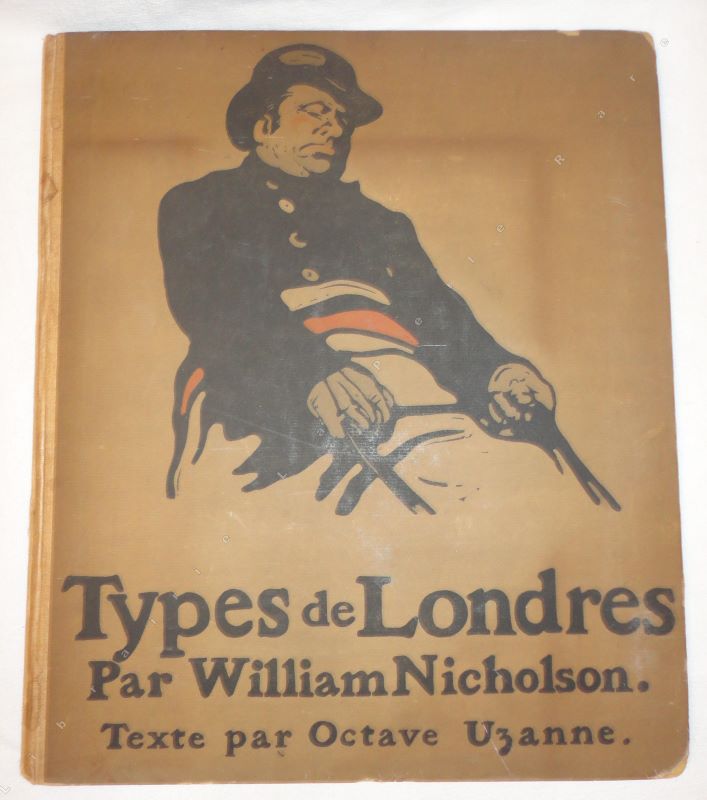 Types de Londres
Par William Nicholson.
Texte par Octave Uzanne.